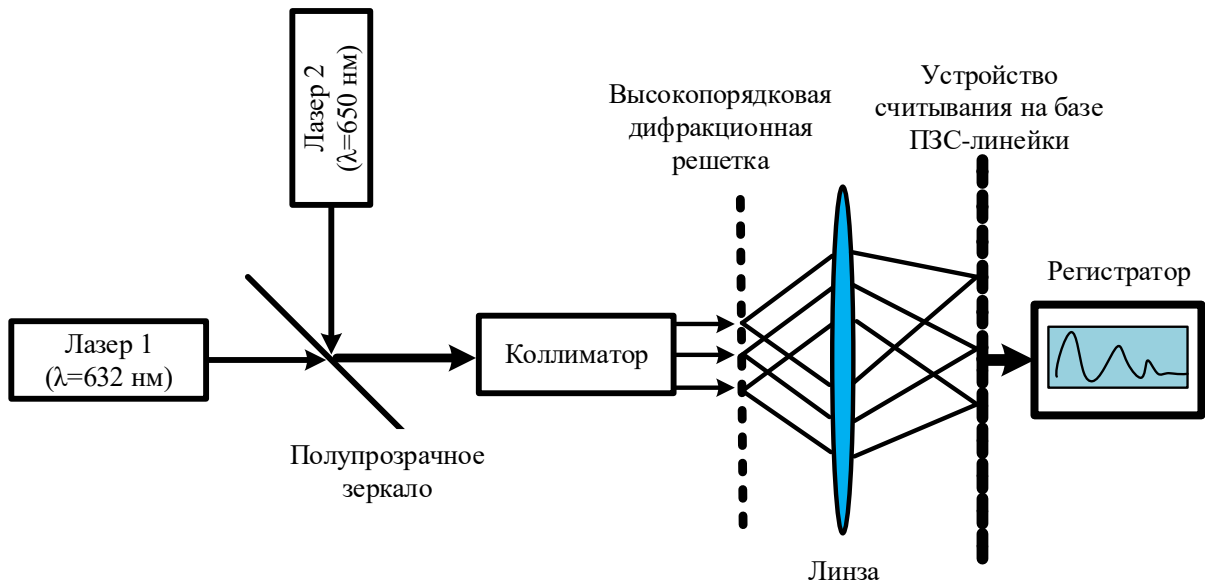 Лазер 2
(λ=650 нм)
Высокопорядковая
дифракционная
решетка
Устройство
считывания на базе
ПЗС-линейки
Регистратор
Лазер 1
(λ=632 нм)
Коллиматор
Полупрозрачное
зеркало
Линза